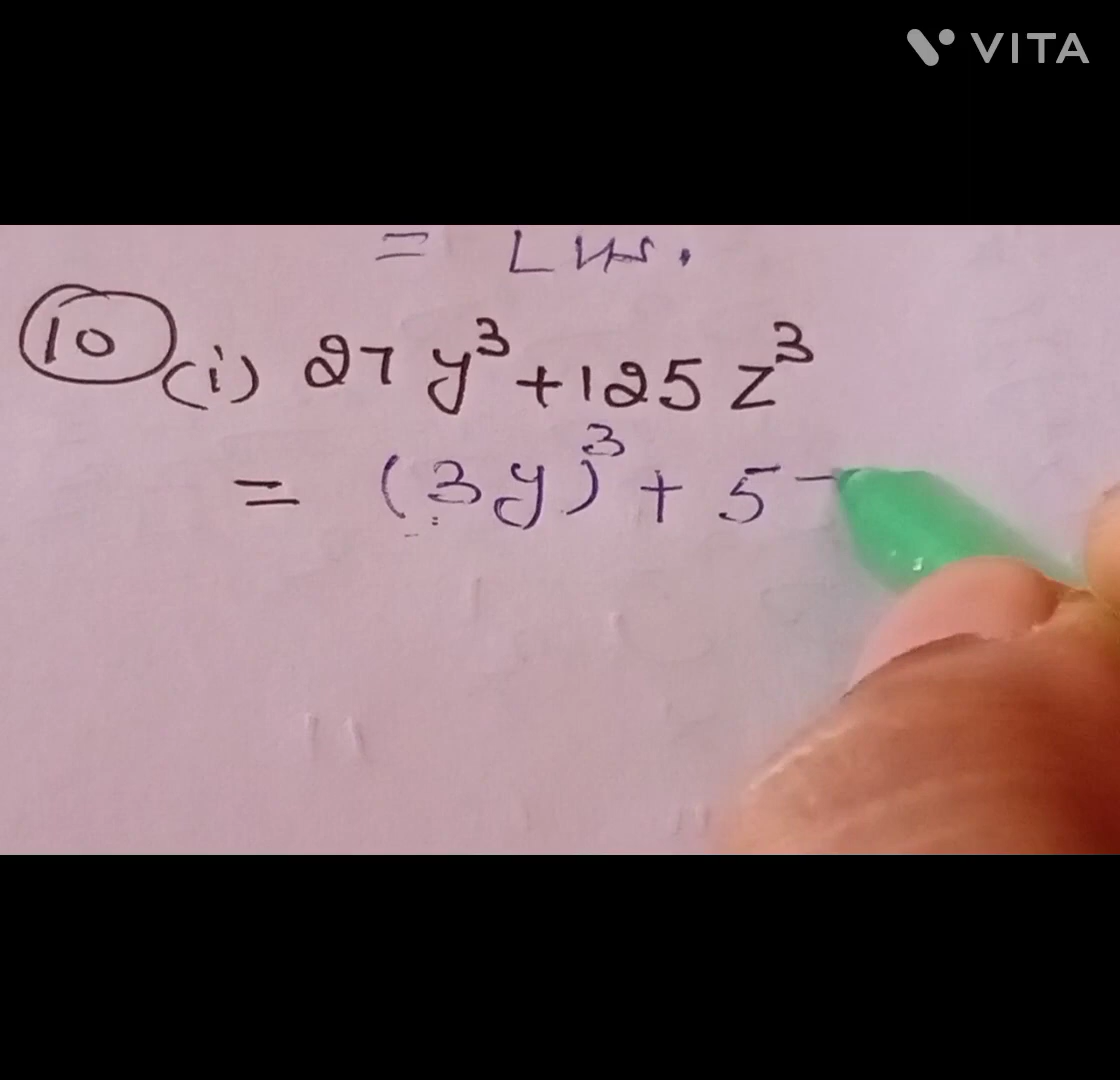 VITA
= LHS.
10 (i) 27y³ + 125z³
= (3y)³ + 5